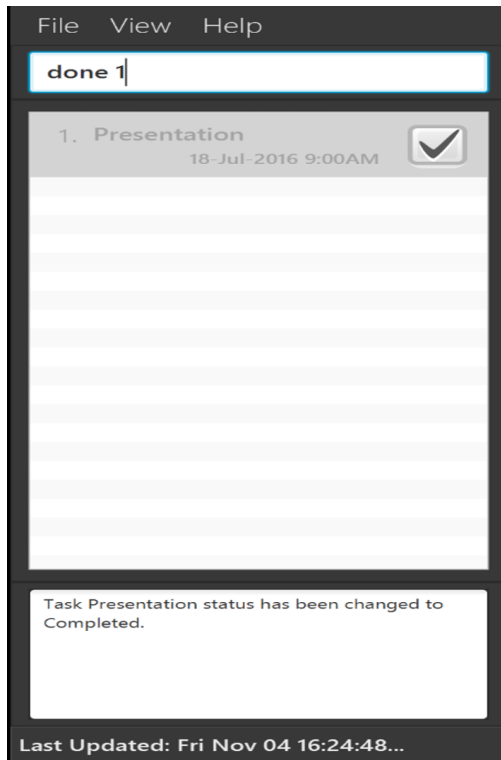 File View Help
done 1
1. Presentation
18-Jul-2016 9:00AM
Task Presentation status has been changed to
Completed.
Last Updated: Fri Nov 04 16:24:48...